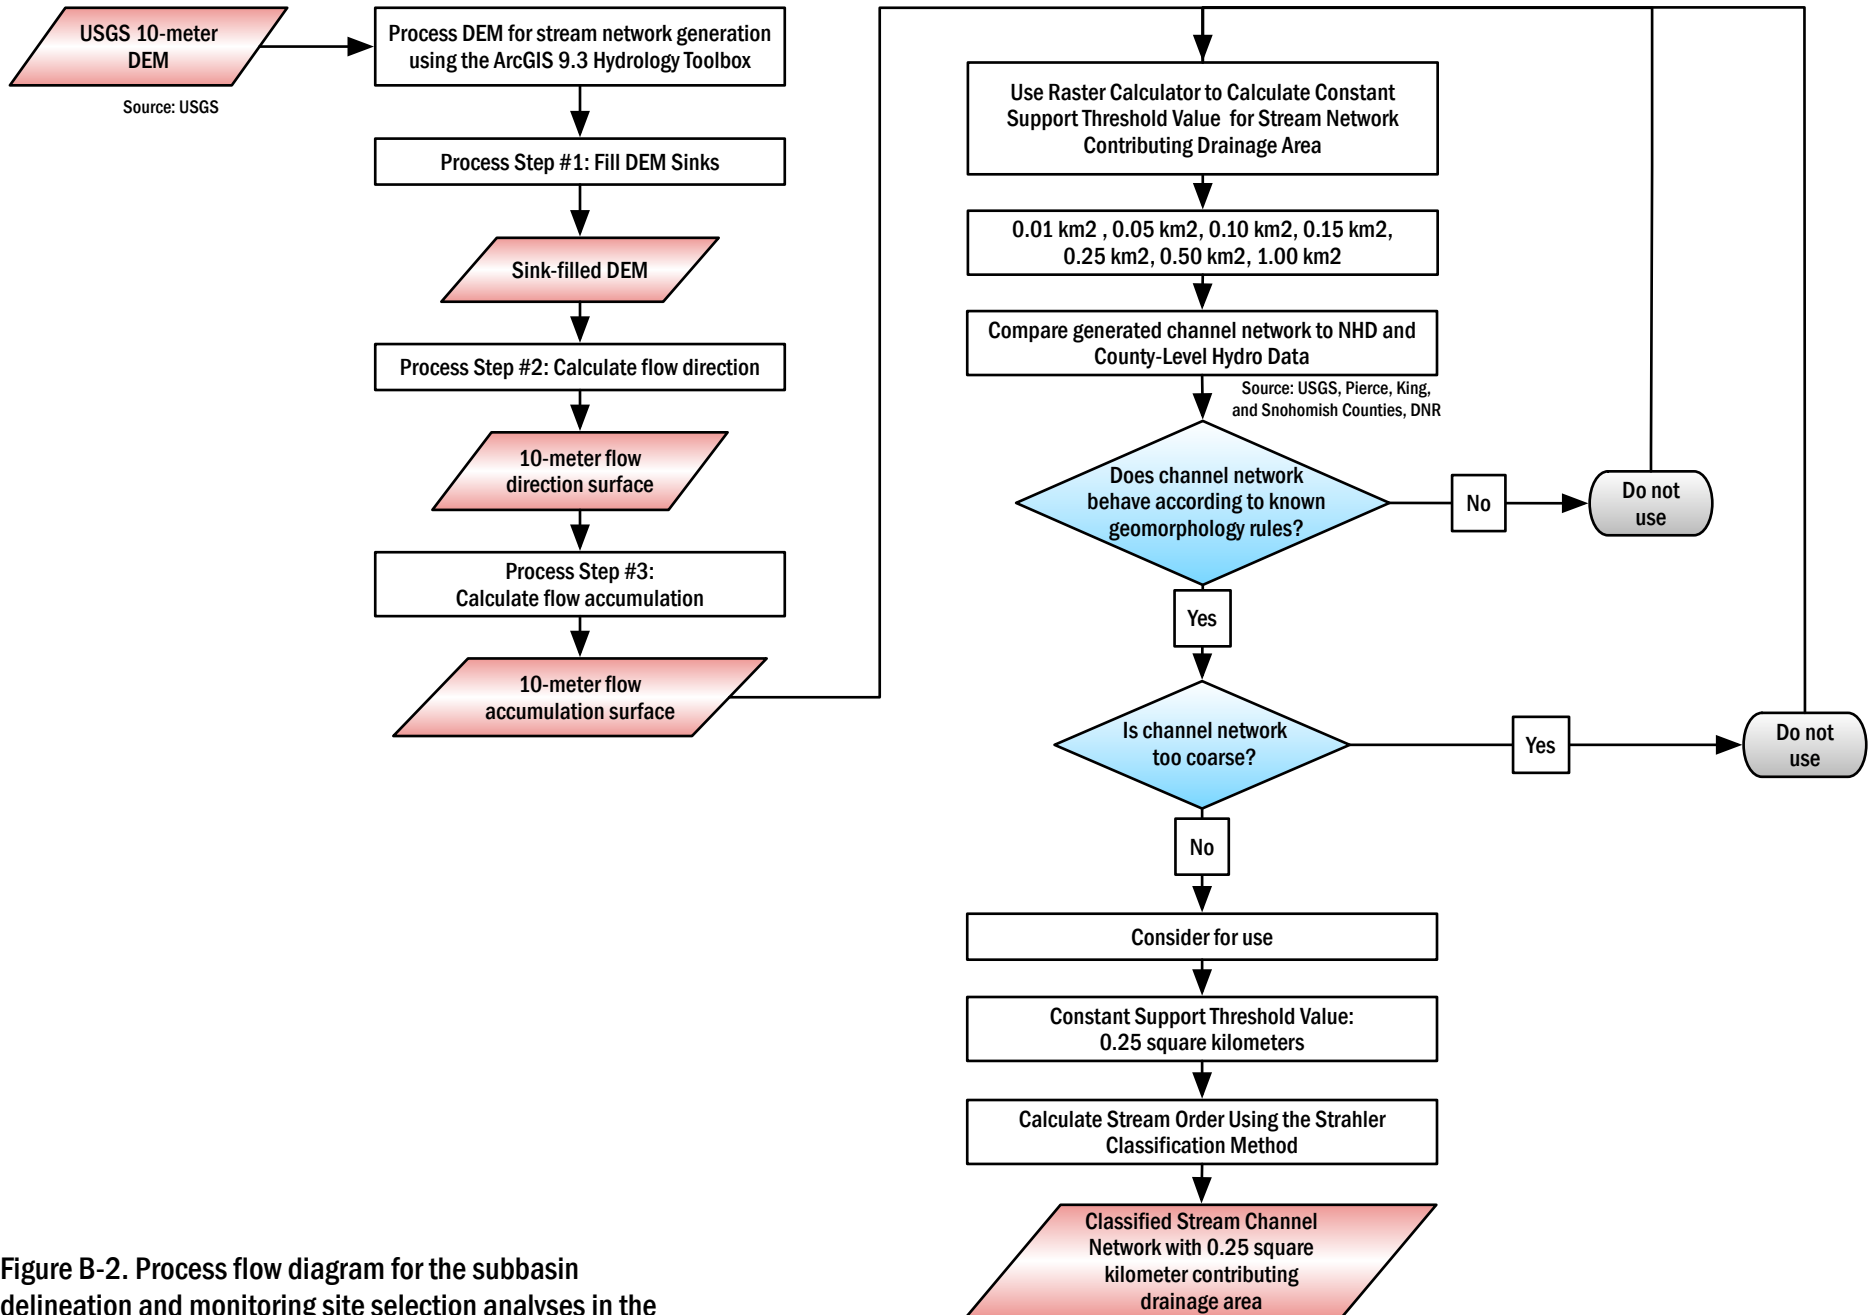 USGS 10-meter
DEM
Source: USGS
Process DEM for stream network generation
using the ArcGIS 9.3 Hydrology Toolbox
Process Step #1: Fill DEM Sinks
Sink-filled DEM
Process Step #2: Calculate flow direction
10-meter flow
direction surface
Process Step #3:
Calculate flow accumulation
10-meter flow
accumulation surface
Use Raster Calculator to Calculate Constant
Support Threshold Value for Stream Network
Contributing Drainage Area
0.01 km2 , 0.05 km2, 0.10 km2, 0.15 km2,
0.25 km2, 0.50 km2, 1.00 km2
Compare generated channel network to NHD and
County-Level Hydro Data
Source: USGS, Pierce, King,
and Snohomish Counties, DNR
Does channel network
behave according to known
geomorphology rules?
No
Do not
use
Yes
Is channel network
too coarse?
Yes
Do not
use
No
Consider for use
Constant Support Threshold Value:
0.25 square kilometers
Calculate Stream Order Using the Strahler
Classification Method
Classified Stream Channel
Network with 0.25 square
kilometer contributing
drainage area
Figure B-2. Process flow diagram for the subbasin
delineation and monitoring site selection analyses in the